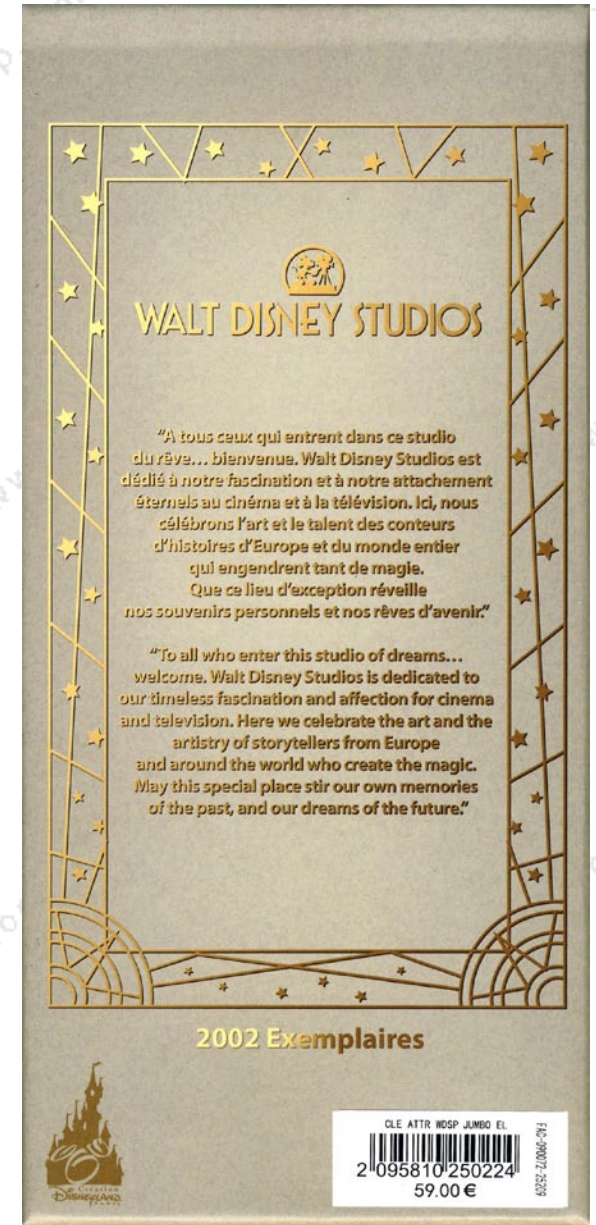 WALT DISNEY STUDIOS
“A tous ceux qui entrent dans ce studio
du rêve... bienvenue. Walt Disney Studios est
dédié à notre fascination et à notre attachement
éternels au cinéma et à la télévision. Ici, nous
célébrons l’art et le talent des conteurs
d’histoires d’Europe et du monde entier
qui engendrent tant de magie.
Que ce lieu d’exception réveille
nos souvenirs personnels et nos rêves d’avenir.”
“To all who enter this studio of dreams...
welcome. Walt Disney Studios is dedicated to
our timeless fascination and affection for cinema
and television. Here we celebrate the art and the
artistry of storytellers from Europe
and around the world who create the magic.
May this special place stir our own memories
of the past, and our dreams of the future.”
2002 Exemplaires
Création
DISNEYLAND
PARIS
CLE ATTR WDSP JUMBO EL
2 095810 250224
59.00 €
FAC-090072-25209